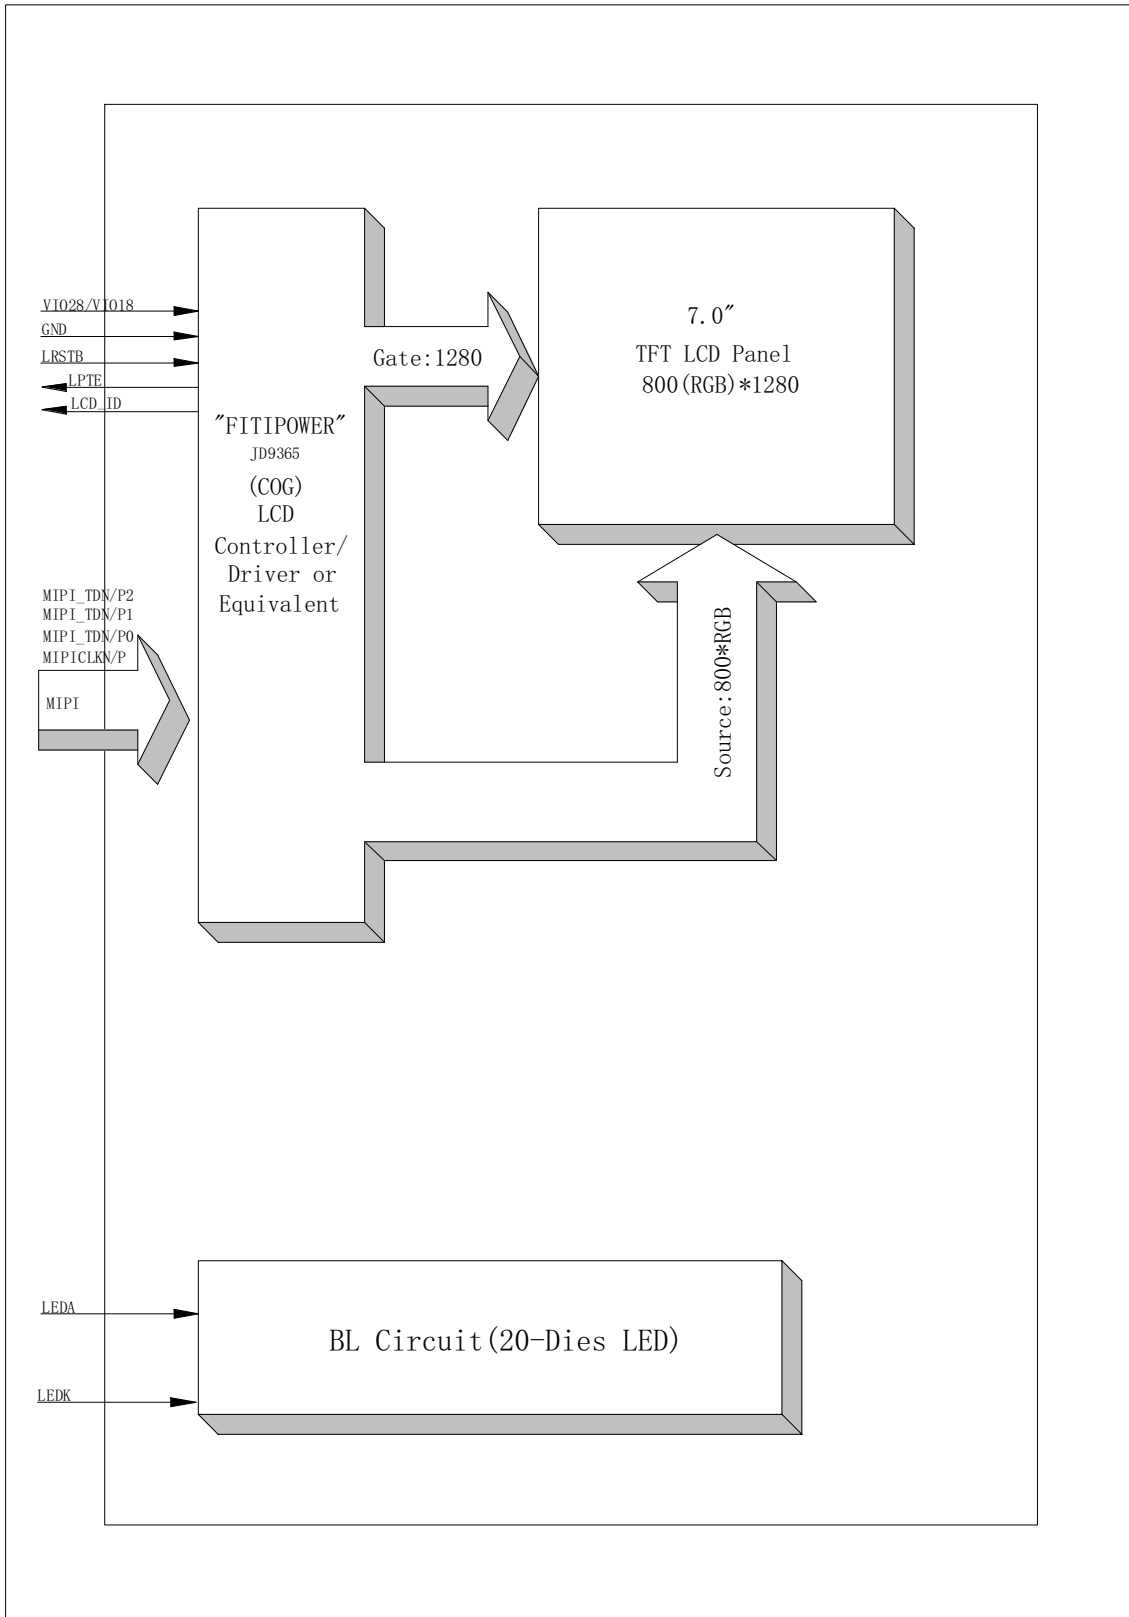 VIO28/VIO18
GND
LRSTB
LPTE
LCD_ID
"FITIPOWER"
JD9365
(COG)
LCD
Controller/
Driver or
Equivalent
Gate:1280
7.0"
TFT LCD Panel
800(RGB)*1280
MIPI_TDN/P2
MIPI_TDN/P1
MIPI_TDN/P0
MIPICLKN/P
MIPI
Source:800*RGB
LEDA
LEDK
BL Circuit(20-Dies LED)